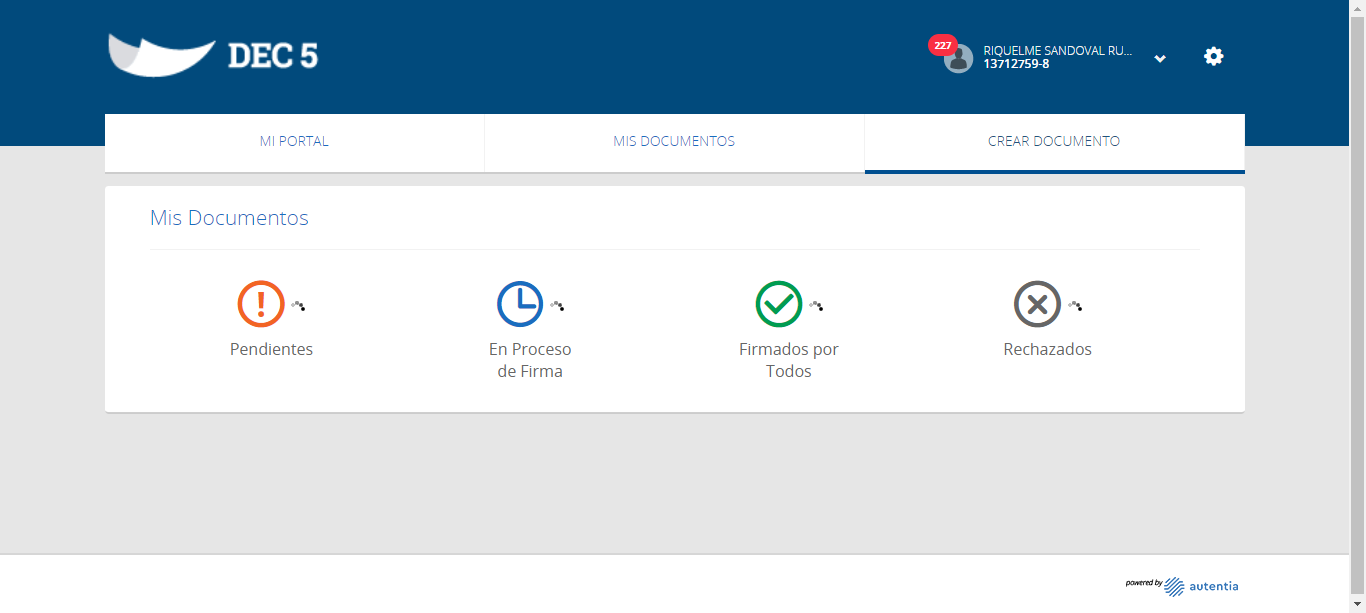 DEC 5
227
RIQUELME SANDOVAL RU...
13712759-8
MI PORTAL
MIS DOCUMENTOS
CREAR DOCUMENTO
Mis Documentos
Pendientes
En Proceso
de Firma
Firmados por
Todos
Rechazados
powered by autentia